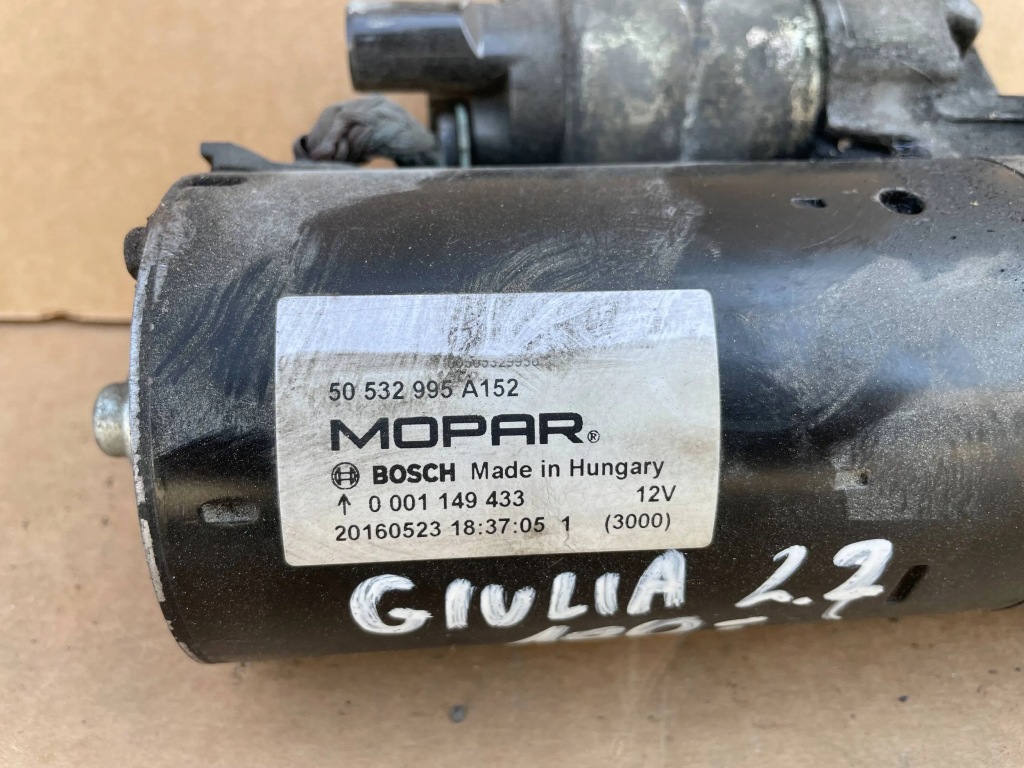 50 532 995 A152
MOPAR®
BOSCH Made in Hungary
↑ 0 001 149 433 12V
20160523 18:37:05 1 (3000)
GIULIA 2.2